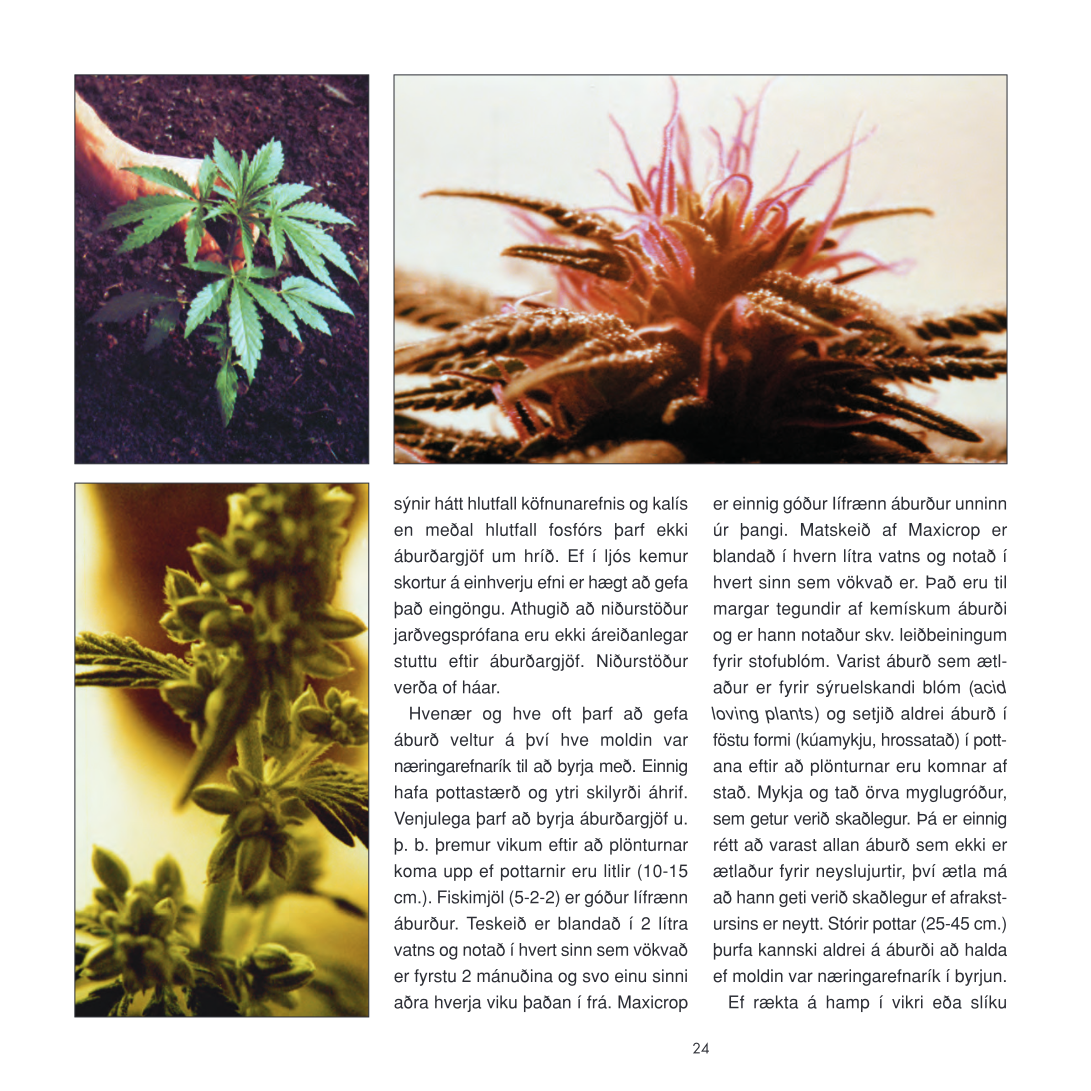 sýnir hátt hlutfall köfnunarefnis og kalís
en meðal hlutfall fosfórs þarf ekki
áburðargjöf um hríð. Ef í ljós kemur
skortur á einhverju efni er hægt að gefa
það eingöngu. Athugið að niðurstöður
jarðvegsprófana eru ekki áreiðanlegar
stuttu eftir áburðargjöf. Niðurstöður
verða of háar.
Hvenær og hve oft þarf að gefa
áburð veltur á því hve moldin var
næringarefnarík til að byrja með. Einnig
hafa pottastærð og ytri skilyrði áhrif.
Venjulega þarf að byrja áburðargjöf u.
þ. b. þremur vikum eftir að plönturnar
koma upp ef pottarnir eru litlir (10-15
cm.). Fiskimjöl (5-2-2) er góður lífrænn
áburður. Teskeið er blandað í 2 lítra
vatns og notað í hvert sinn sem vökvað
er fyrstu 2 mánuðina og svo einu sinni
aðra hverja viku þaðan í frá. Maxicrop
er einnig góður lífrænn áburður unninn
úr þangi. Matskeið af Maxicrop er
blandað í hvern lítra vatns og notað í
hvert sinn sem vökvað er. Það eru til
margar tegundir af kemískum áburði
og er hann notaður skv. leiðbeiningum
fyrir stofublóm. Varist áburð sem ætl-
aður er fyrir sýruelskandi blóm (acid
loving plants) og setjið aldrei áburð í
föstu formi (kúamykju, hrossatað) í pott-
ana eftir að plönturnar eru komnar af
stað. Mykja og tað örva myglugróður,
sem getur verið skaðlegur. Þá er einnig
rétt að varast allan áburð sem ekki er
ætlaður fyrir neyslujurtir, því ætla má
að hann geti verið skaðlegur ef afrakst-
ursins er neytt. Stórir pottar (25-45 cm.)
þurfa kannski aldrei á áburði að halda
ef moldin var næringarefnarík í byrjun.
Ef rækta á hamp í vikri eða slíku
24